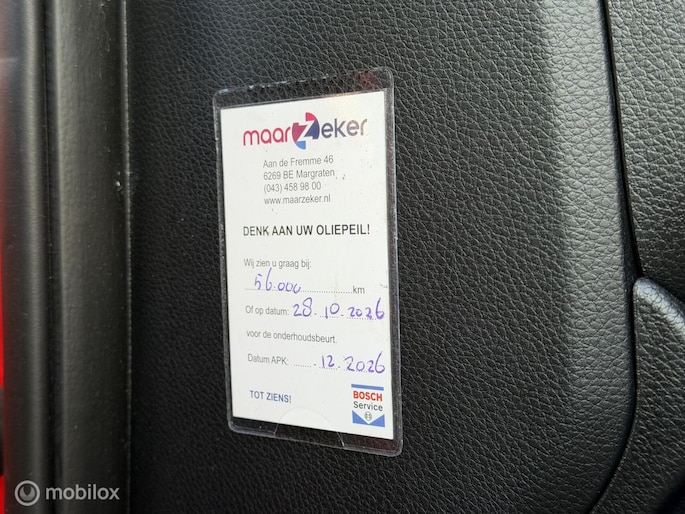 maarzeker
Aan de Fremme 46
6269 BE Margraten
(043) 458 98 00
www.maarzeker.nl
DENK AAN UW OLIEPEIL!
Wij zien u graag bij:
56.000 km
Of op datum: 28.10.2026
voor de onderhoudsbeurt.
Datum APK: .12.2026
TOT ZIENS!
BOSCH
Service
mobilox